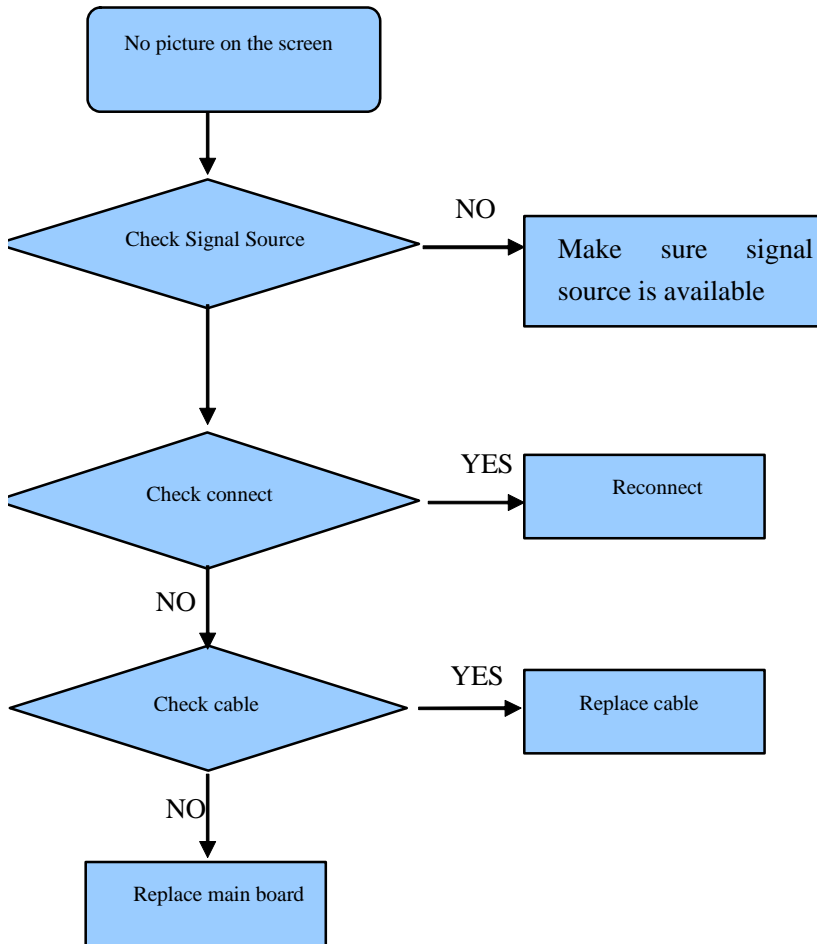 No picture on the screen
Check Signal Source
NO
Make sure signal
source is available
Check connect
YES
Reconnect
NO
Check cable
YES
Replace cable
NO
Replace main board